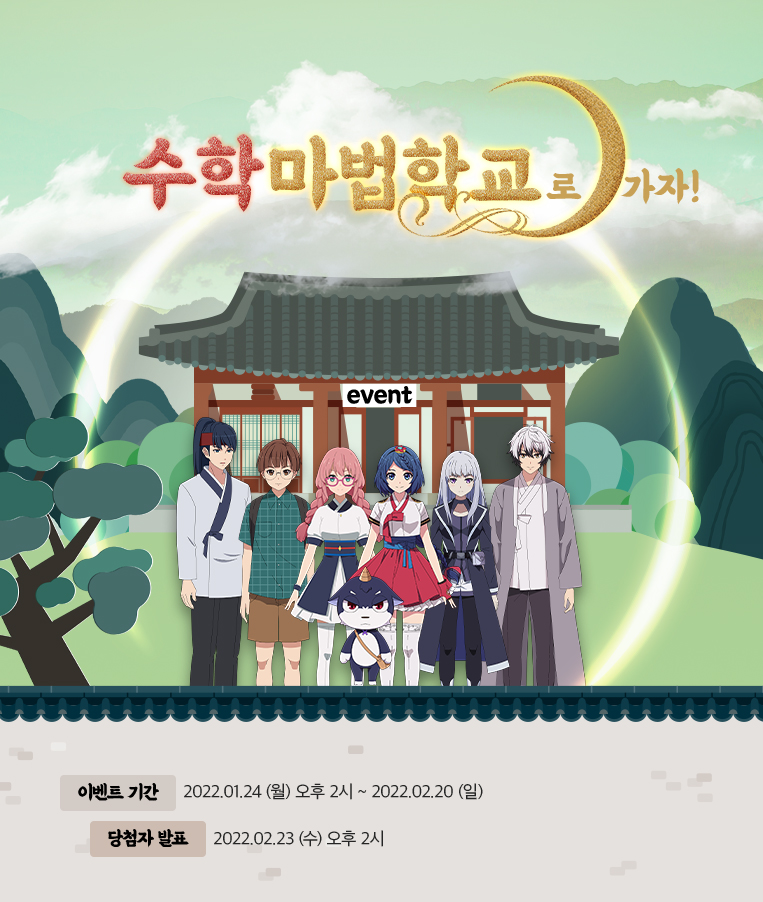 수학마법학교로 가자!
event
이벤트 기간 2022.01.24 (월) 오후 2시 ~ 2022.02.20 (일)
당첨자 발표 2022.02.23 (수) 오후 2시